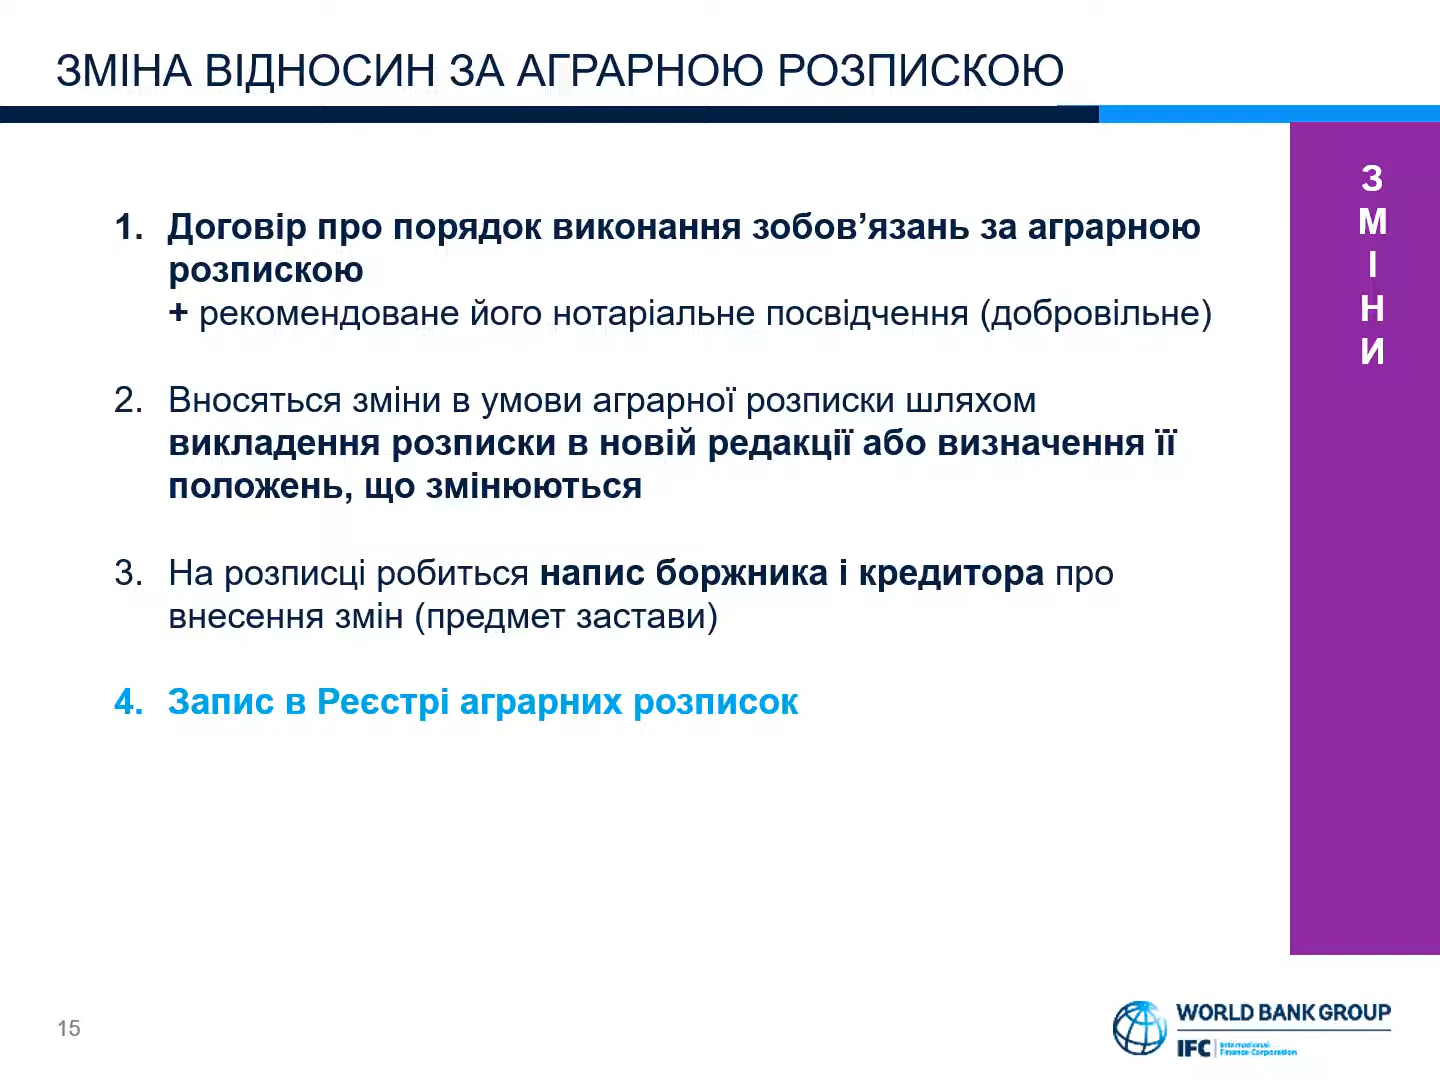 ЗМІНА ВІДНОСИН ЗА АГРАРНОЮ РОЗПИСКОЮ
1. Договір про порядок виконання зобов’язань за аграрною
розпискою
+ рекомендоване його нотаріальне посвідчення (добровільне)
2. Вносяться зміни в умови аграрної розписки шляхом
викладення розписки в новій редакції або визначення її
положень, що змінюються
3. На розписці робиться напис боржника і кредитора про
внесення змін (предмет застави)
4. Запис в Реєстрі аграрних розписок
З
М
І
Н
И
15
WORLD BANK GROUP
IFC International
Finance Corporation